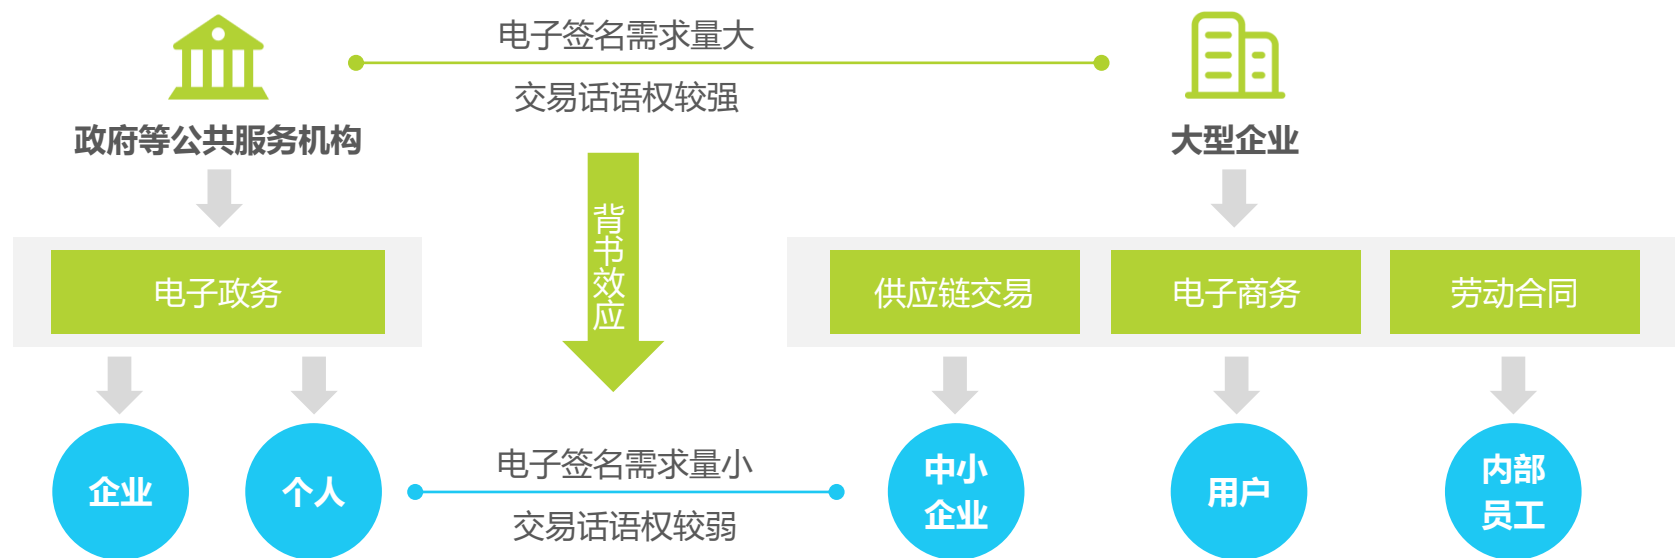 电子签名需求量大
交易话语权较强
政府等公共服务机构
大型企业
背书效应
电子政务
供应链交易
电子商务
劳动合同
电子签名需求量小
交易话语权较弱
企业
个人
中小
企业
用户
内部
员工